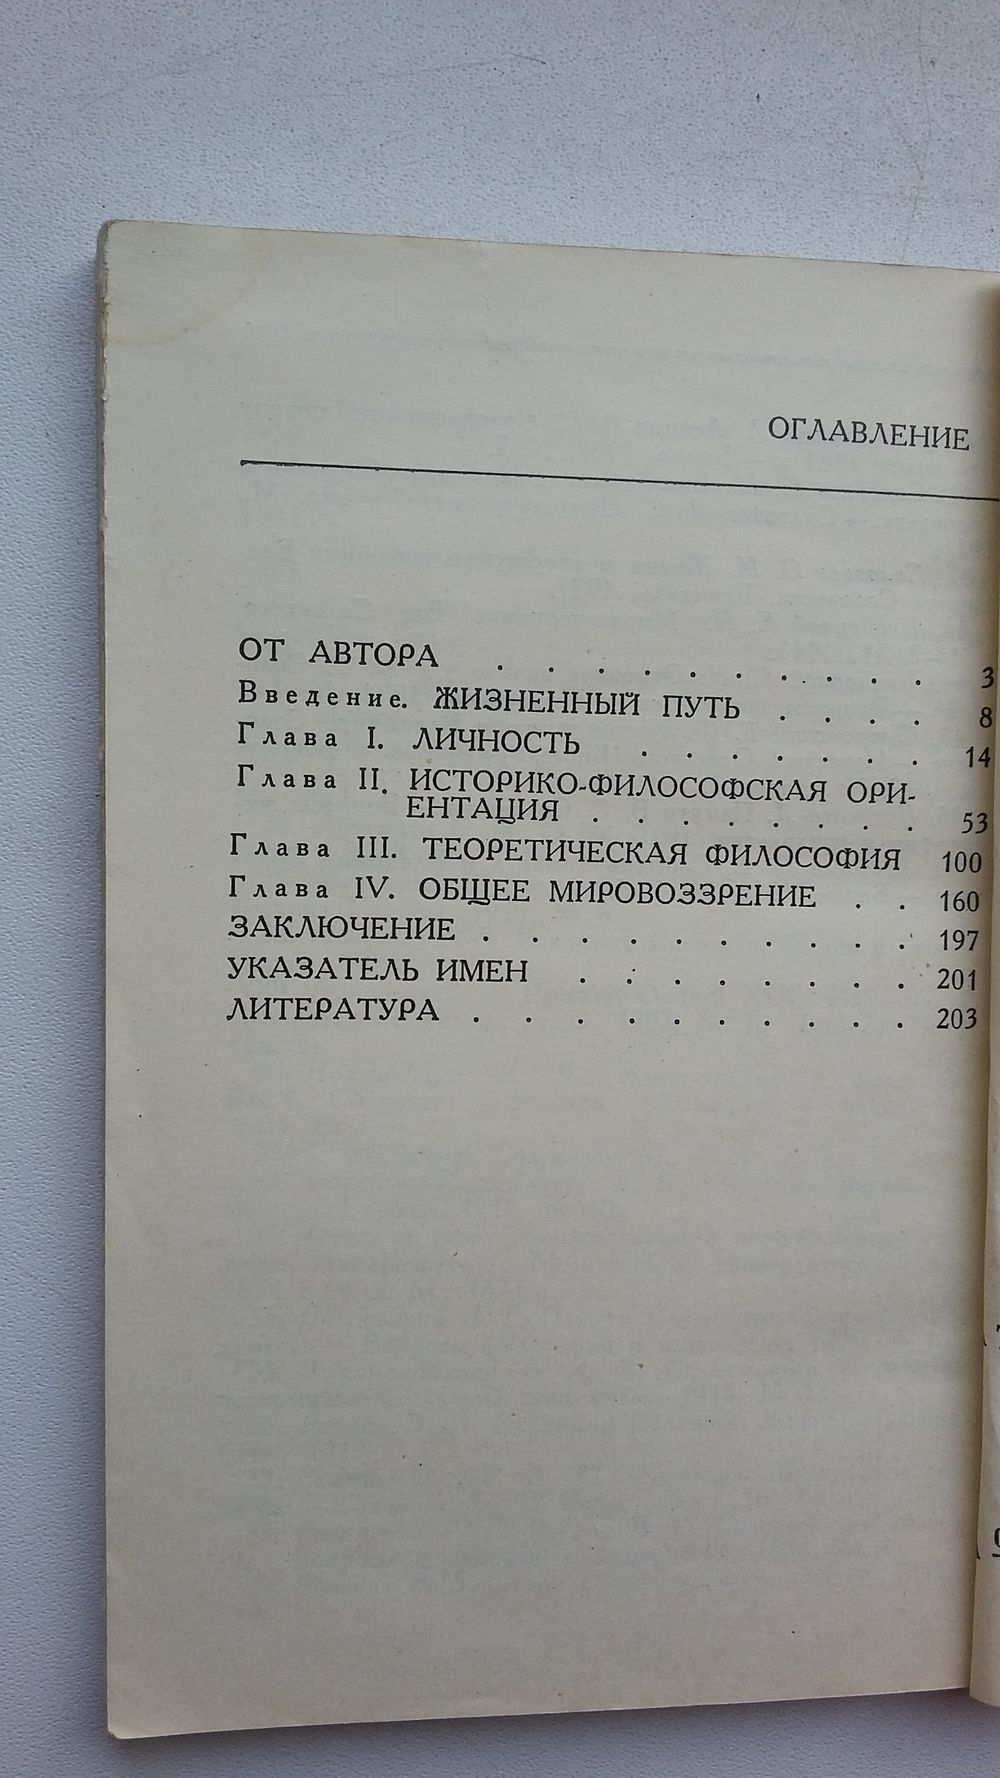 ОГЛАВЛЕНИЕ
ОТ АВТОРА . . . . . . . . . . 3
Введение. ЖИЗНЕННЫЙ ПУТЬ . . . . 8
Глава I. ЛИЧНОСТЬ . . . . . . . 14
Глава II. ИСТОРИКО-ФИЛОСОФСКАЯ ОРИ-
ЕНТАЦИЯ . . . . . . . . 53
Глава III. ТЕОРЕТИЧЕСКАЯ ФИЛОСОФИЯ 100
Глава IV. ОБЩЕЕ МИРОВОЗЗРЕНИЕ . . 160
ЗАКЛЮЧЕНИЕ . . . . . . . . . 197
УКАЗАТЕЛЬ ИМЕН . . . . . . . . 201
ЛИТЕРАТУРА . . . . . . . . . 203